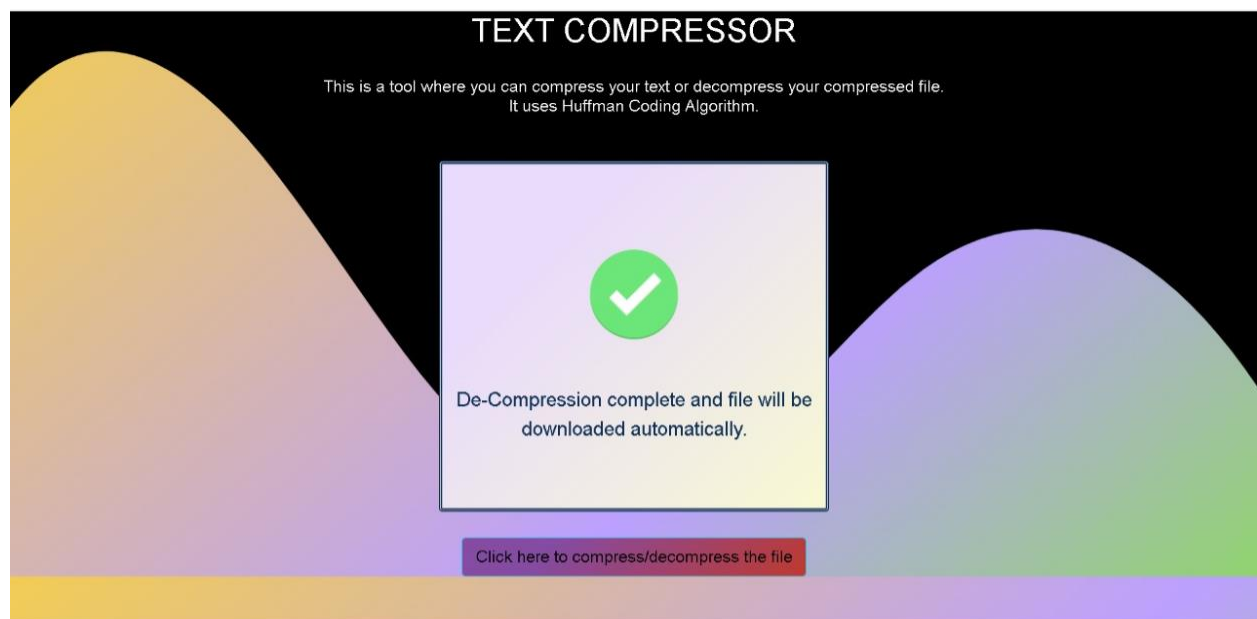 TEXT COMPRESSOR
This is a tool where you can compress your text or decompress your compressed file.
It uses Huffman Coding Algorithm.
De-Compression complete and file will be
downloaded automatically.
Click here to compress/decompress the file